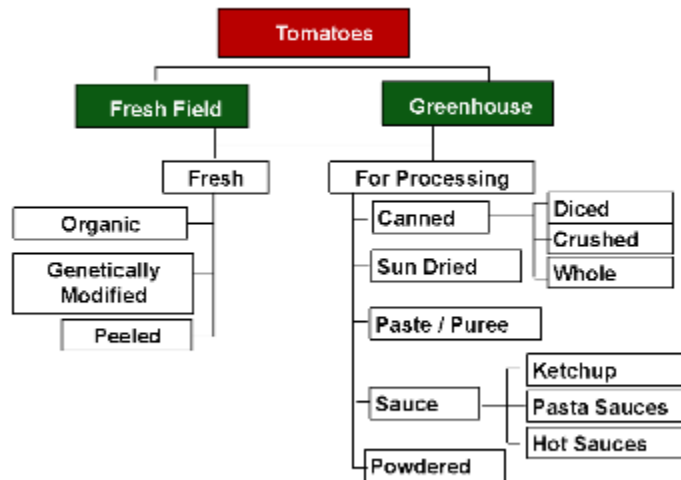 Tomatoes
Fresh Field
Greenhouse
Fresh
For Processing
Organic
Genetically
Modified
Peeled
Canned
Diced
Crushed
Whole
Sun Dried
Paste / Puree
Sauce
Ketchup
Pasta Sauces
Hot Sauces
Powdered